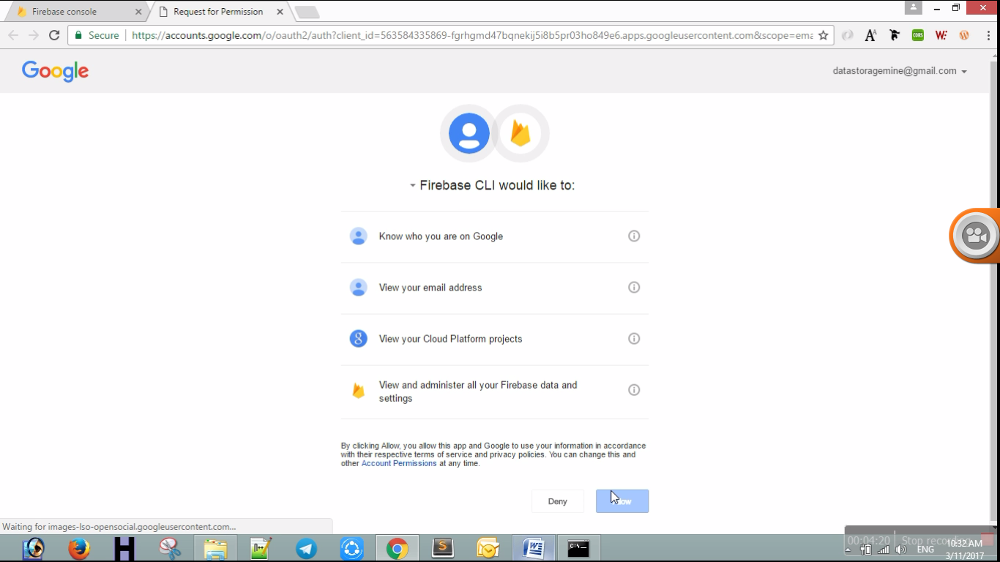 Firebase console
Request for Permission
Secure https://accounts.google.com/o/oauth2/auth?client_id=563584335869-fgrhgmd47bqnekij5i8b5pr03ho849e6.apps.googleusercontent.com&scope=ema
CORS
Google
datastoragemine@gmail.com
Firebase CLI would like to:
Know who you are on Google
View your email address
View your Cloud Platform projects
View and administer all your Firebase data and
settings
By clicking Allow, you allow this app and Google to use your information in accordance
with their respective terms of service and privacy policies. You can change this and
other Account Permissions at any time.
Deny
Waiting for images-lso-opensocial.googleusercontent.com...
00:04:20 Stop recording
ENG
10:32 AM
3/11/2017